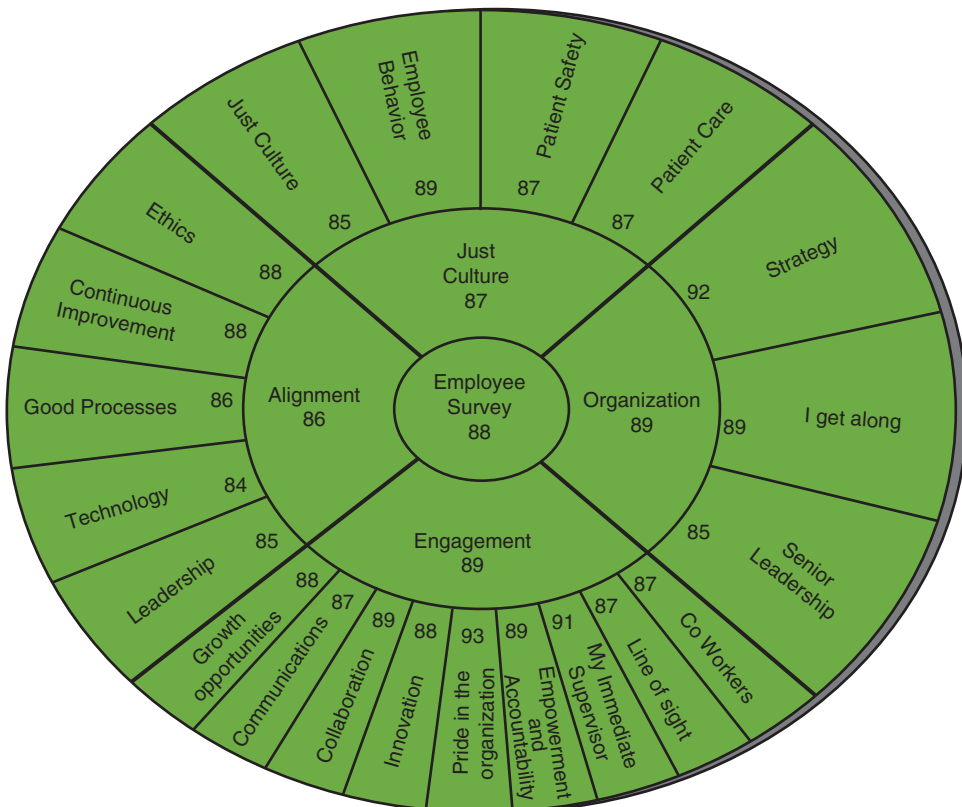 Employee
Survey
88
Just
Culture
87
Organization
89
Engagement
89
Alignment
86
Just Culture
85
Employee
Behavior
89
Patient Safety
87
Patient Care
87
Strategy
92
I get along
89
Senior
Leadership
85
Co Workers
87
Line of sight
87
My Immediate
Supervisor
91
Empowerment
and
Accountability
89
Pride in the
organization
93
Innovation
88
Collaboration
89
Communications
87
Growth
opportunities
88
Leadership
85
Technology
84
Good Processes
86
Continuous
Improvement
88
Ethics
88